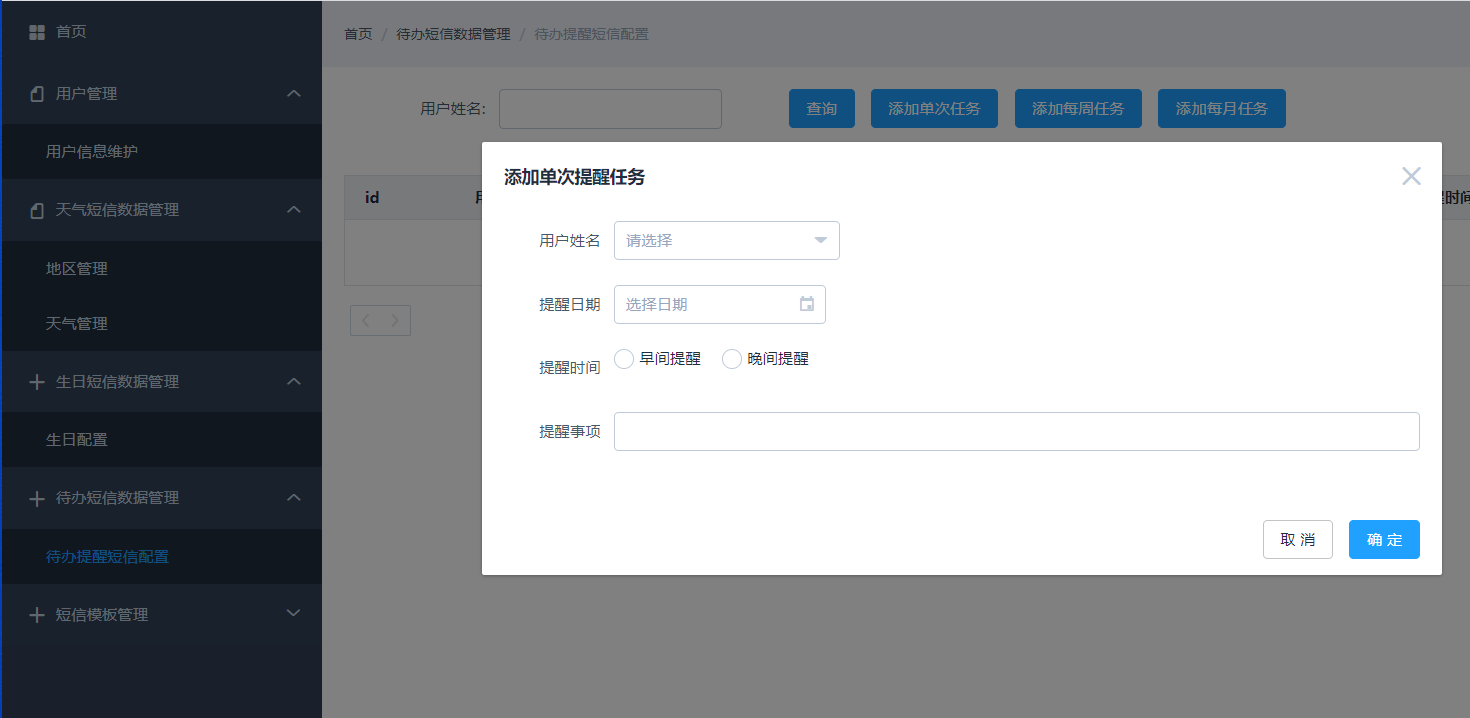 首页
用户管理
用户信息维护
天气短信数据管理
地区管理
天气管理
生日短信数据管理
生日配置
待办短信数据管理
待办提醒短信配置
短信模板管理
首页 / 待办短信数据管理 / 待办提醒短信配置
用户姓名: 查询 添加单次任务 添加每周任务 添加每月任务
id
醒时间
添加单次提醒任务
用户姓名 请选择
提醒日期 选择日期
提醒时间 早间提醒 晚间提醒
提醒事项
取 消 确 定